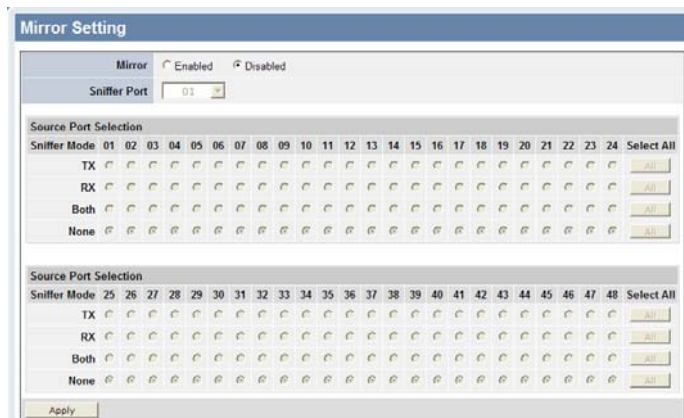 Mirror Setting
Mirror Enabled Disabled
Sniffer Port 01
Source Port Selection
Sniffer Mode 01 02 03 04 05 06 07 08 09 10 11 12 13 14 15 16 17 18 19 20 21 22 23 24 Select All
TX All
RX All
Both All
None All
Source Port Selection
Sniffer Mode 25 26 27 28 29 30 31 32 33 34 35 36 37 38 39 40 41 42 43 44 45 46 47 48 Select All
TX All
RX All
Both All
None All
Apply